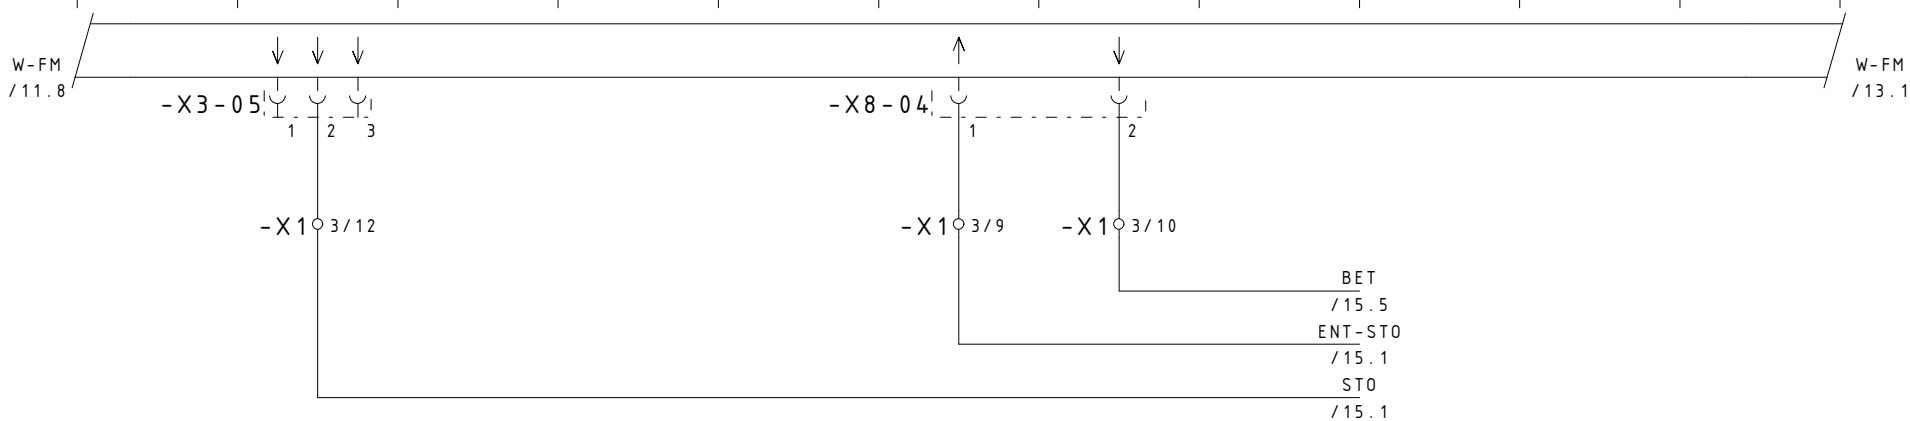 W-FM
/11.8
W-FM
/13.1
-X3-05
1 2 3
-X8-04
1 2
-X1 3/12
-X1 3/9
-X1 3/10
BET
/15.5
ENT-STO
/15.1
STO
/15.1